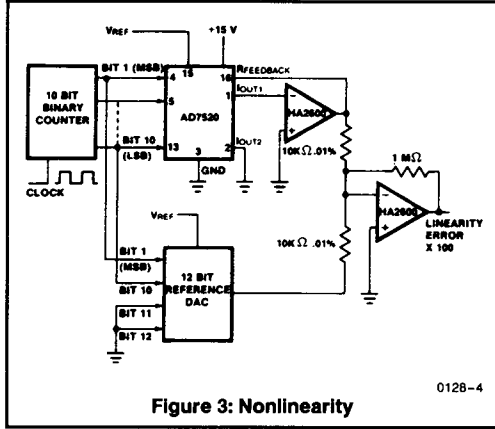 VREF
+15 V
BIT 1 (MSB)
15
RFEEDBACK
4
16
IOUT1
5
1
HA2600
10 BIT
BINARY
COUNTER
AD7520
BIT 10
(LSB)
13
IOUT2
2
3
GND
10KΩ .01%
1 MΩ
CLOCK
VREF
HA2600
LINEARITY
ERROR
X 100
10KΩ .01%
BIT 1
(MSB)
BIT 10
12 BIT
REFERENCE
DAC
BIT 11
BIT 12
0128-4
Figure 3: Nonlinearity